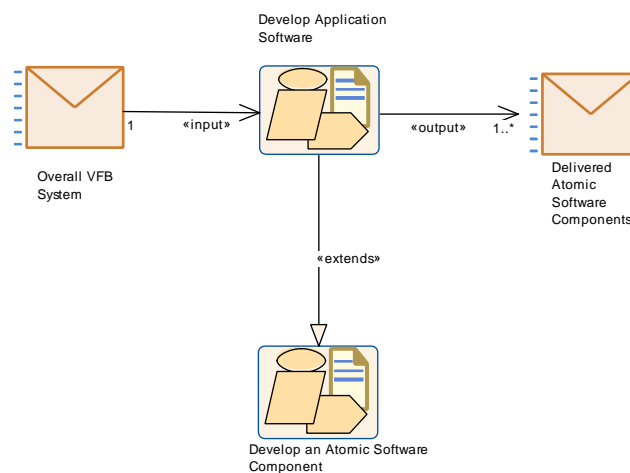 Develop Application
Software
1
«input»
«output»
1..*
Overall VFB
System
Delivered
Atomic
Software
Components
«extends»
Develop an Atomic Software
Component